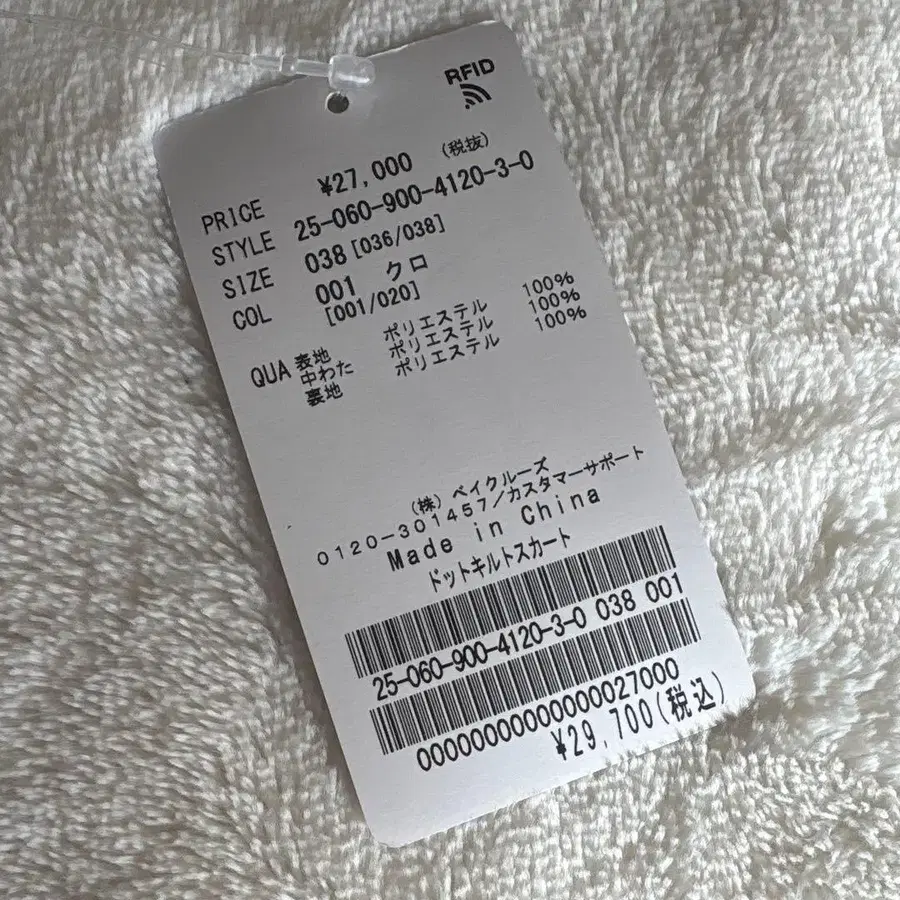 RFID
PRICE ¥27,000 (税抜)
STYLE 25-060-900-4120-3-0
SIZE 038 [036/038]
COL 001 クロ
[001/020]
QUA 表地 ポリエステル 100%
中わた ポリエステル 100%
裏地 ポリエステル 100%
(株) ベイクルーズ
0120-301457/カスタマーサポート
Made in China
ドットキルトスカート
25-060-900-4120-3-0 038 001
00000000000000027000
¥29,700(税込)